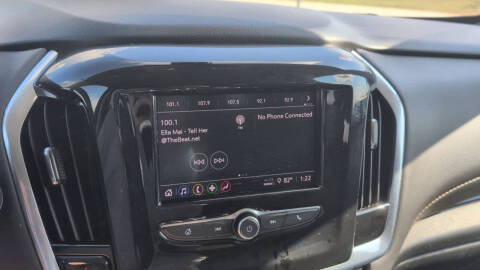 101.1 107.9 107.5 92.1 92.9
100.1
No Phone Connected
Ella Mai - Tell Her
@TheBeat.net
82° 1:22